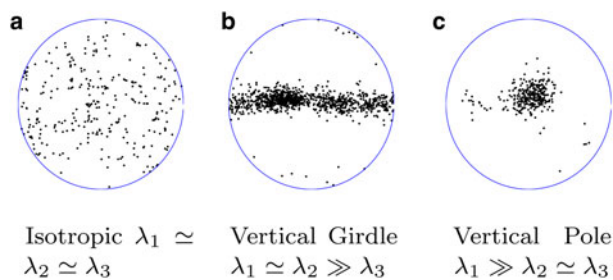 a b c
Isotropic λ₁ ≃
λ₂ ≃ λ₃
Vertical Girdle
λ₁ ≃ λ₂ ≫ λ₃
Vertical Pole
λ₁ ≫ λ₂ ≃ λ₃